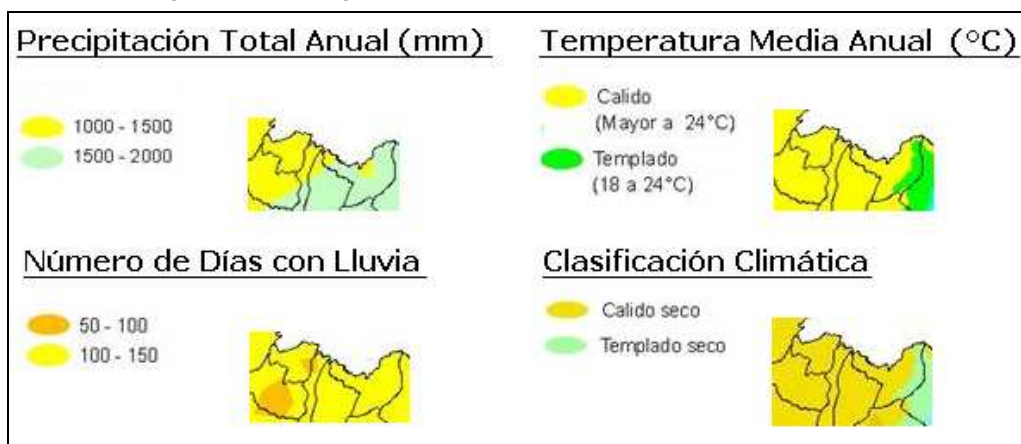 Precipitación Total Anual (mm)
1000 - 1500
1500 - 2000
Temperatura Media Anual (°C)
Calido
(Mayor a 24°C)
Templado
(18 a 24°C)
Número de Días con Lluvia
50 - 100
100 - 150
Clasificación Climática
Calido seco
Templado seco